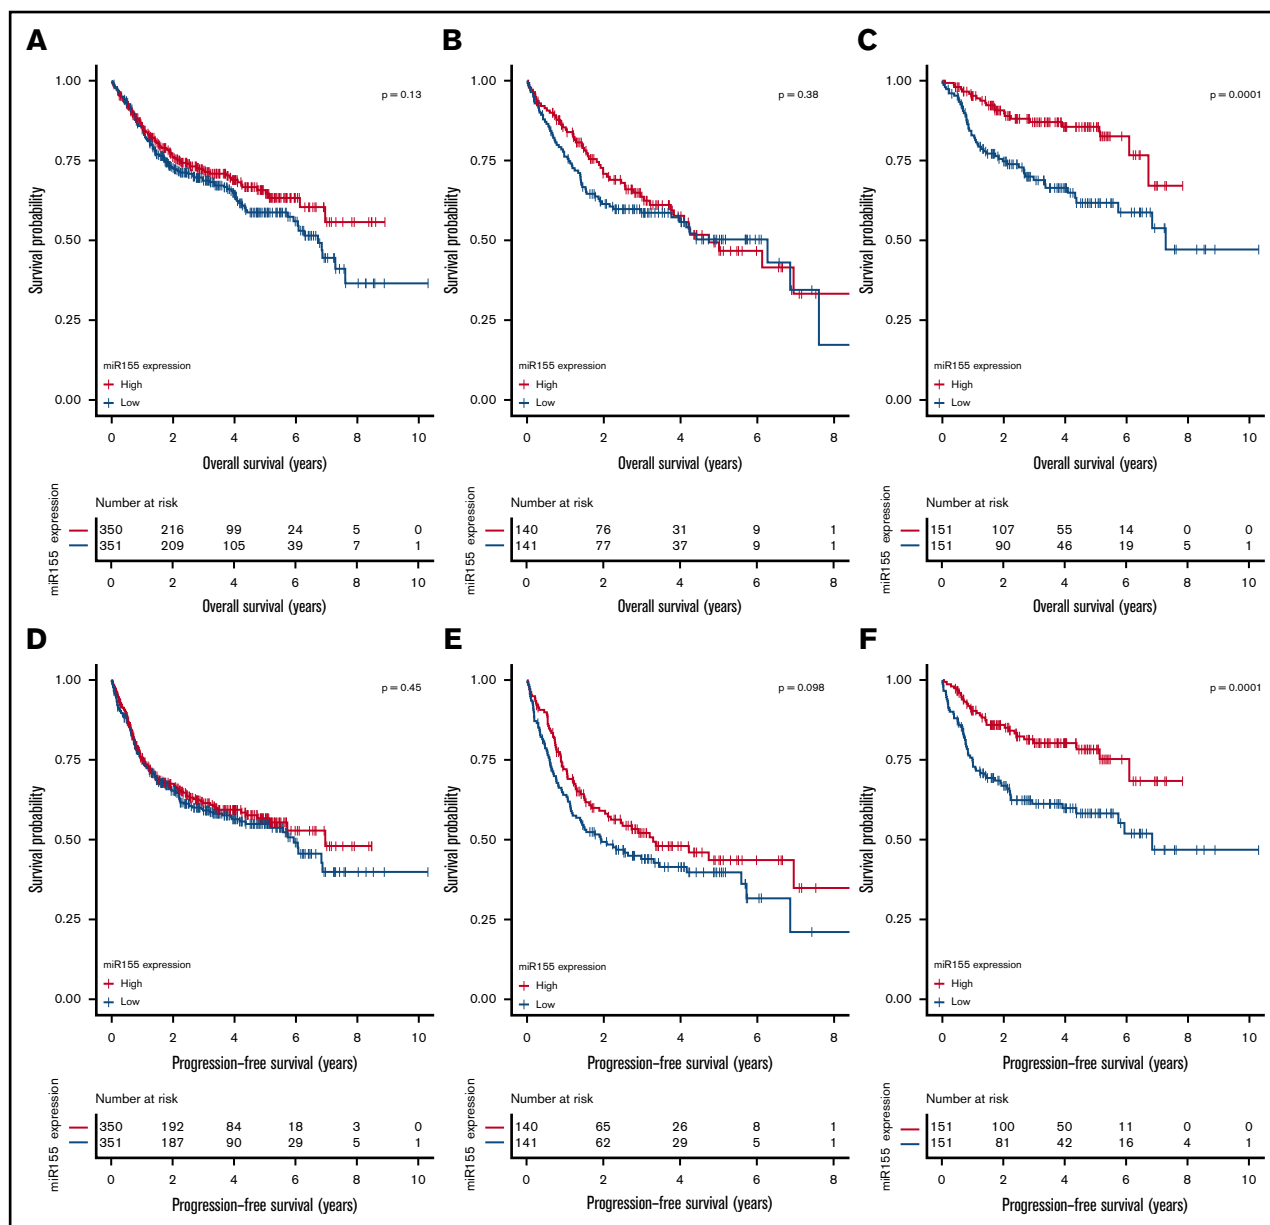 A
1.00
0.75
0.50
0.25
0.00
Survival probability
p = 0.13
miR155 expression
High
Low
0 2 4 6 8 10
Overall survival (years)
Number at risk
miR155 expression
350 216 99 24 5 0
351 209 105 39 7 1
0 2 4 6 8 10
Overall survival (years)
B
1.00
0.75
0.50
0.25
0.00
Survival probability
p = 0.38
miR155 expression
High
Low
0 2 4 6 8
Overall survival (years)
Number at risk
miR155 expression
140 76 31 9 1
141 77 37 9 1
0 2 4 6 8
Overall survival (years)
C
1.00
0.75
0.50
0.25
0.00
Survival probability
p = 0.0001
miR155 expression
High
Low
0 2 4 6 8 10
Overall survival (years)
Number at risk
miR155 expression
151 107 55 14 0 0
151 90 46 19 5 1
0 2 4 6 8 10
Overall survival (years)
D
1.00
0.75
0.50
0.25
0.00
Survival probability
p = 0.45
miR155 expression
High
Low
0 2 4 6 8 10
Progression–free survival (years)
Number at risk
miR155 expression
350 192 84 18 3 0
351 187 90 29 5 1
0 2 4 6 8 10
Progression–free survival (years)
E
1.00
0.75
0.50
0.25
0.00
Survival probability
p = 0.098
miR155 expression
High
Low
0 2 4 6 8
Progression–free survival (years)
Number at risk
miR155 expression
140 65 26 8 1
141 62 29 5 1
0 2 4 6 8
Progression–free survival (years)
F
1.00
0.75
0.50
0.25
0.00
Survival probability
p = 0.0001
miR155 expression
High
Low
0 2 4 6 8 10
Progression–free survival (years)
Number at risk
miR155 expression
151 100 50 11 0 0
151 81 42 16 4 1
0 2 4 6 8 10
Progression–free survival (years)